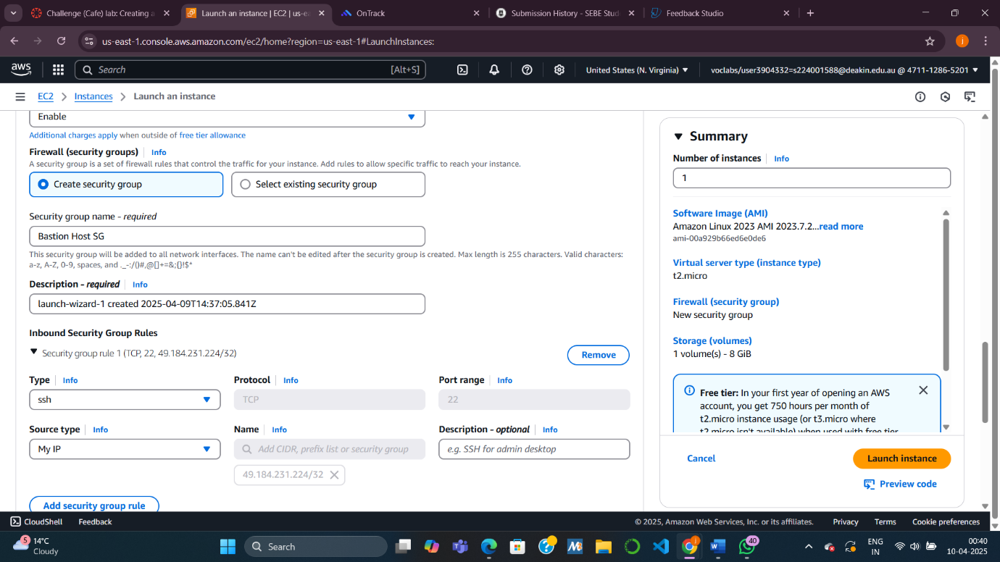 Challenge (Cafe) lab: Creating a
Launch an instance | EC2 | us-ea
OnTrack
Submission History - SEBE Stud
Feedback Studio
us-east-1.console.aws.amazon.com/ec2/home?region=us-east-1#LaunchInstances:
j
aws
Search
[Alt+S]
United States (N. Virginia)
voclabs/user3904332=s224001588@deakin.edu.au @ 4711-1286-5201
EC2
Instances
Launch an instance
Enable
Additional charges apply when outside of free tier allowance
Firewall (security groups)
Info
A security group is a set of firewall rules that control the traffic for your instance. Add rules to allow specific traffic to reach your instance.
Create security group
Select existing security group
Security group name - required
Bastion Host SG
This security group will be added to all network interfaces. The name can't be edited after the security group is created. Max length is 255 characters. Valid characters:
a-z, A-Z, 0-9, spaces, and ._-:/()#,@[]+=&;{}!$*
Description - required
Info
launch-wizard-1 created 2025-04-09T14:37:05.841Z
Inbound Security Group Rules
Security group rule 1 (TCP, 22, 49.184.231.224/32)
Remove
Type
Info
Protocol
Info
Port range
Info
ssh
TCP
22
Source type
Info
Name
Info
Description - optional
Info
My IP
Add CIDR, prefix list or security group
e.g. SSH for admin desktop
49.184.231.224/32
Add security group rule
Summary
Number of instances
Info
1
Software Image (AMI)
Amazon Linux 2023 AMI 2023.7.2...read more
ami-00a929b66ed6e0de6
Virtual server type (instance type)
t2.micro
Firewall (security group)
New security group
Storage (volumes)
1 volume(s) - 8 GiB
Free tier: In your first year of opening an AWS
account, you get 750 hours per month of
t2.micro instance usage (or t3.micro where
t2.micro isn't available) when used with free tier
Cancel
Launch instance
Preview code
CloudShell
Feedback
© 2025, Amazon Web Services, Inc. or its affiliates.
Privacy
Terms
Cookie preferences
5
14°C
Cloudy
Search
j
40
ENG
IN
00:40
10-04-2025